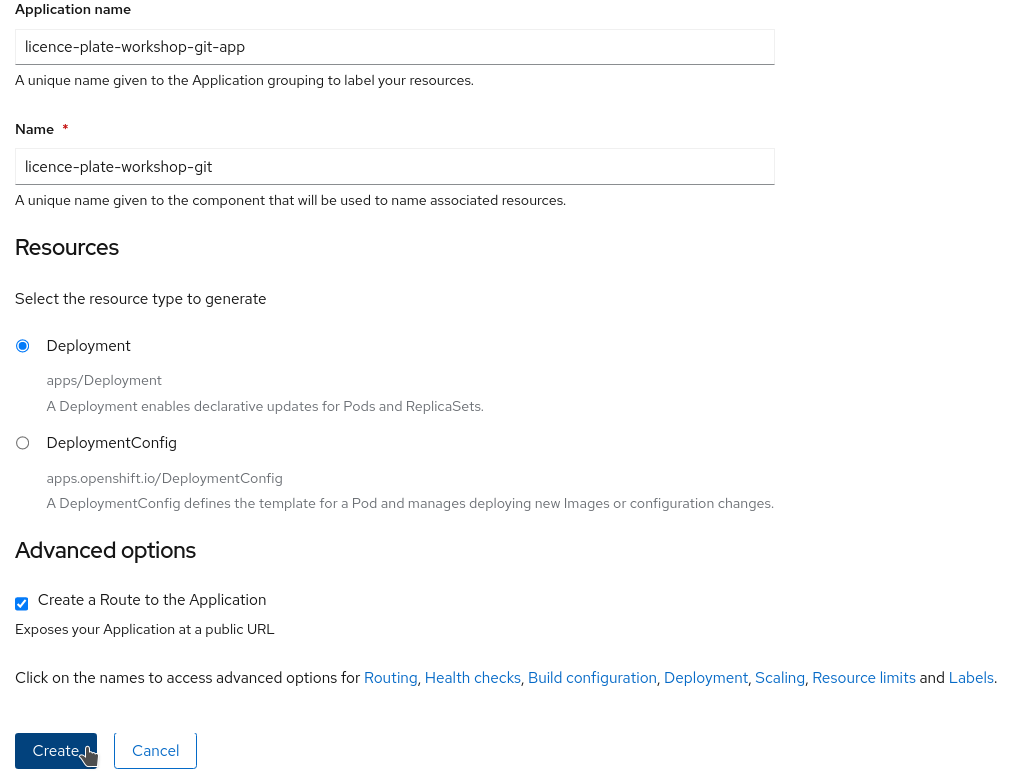 Application name
licence-plate-workshop-git-app
A unique name given to the Application grouping to label your resources.
Name *
licence-plate-workshop-git
A unique name given to the component that will be used to name associated resources.
Resources
Select the resource type to generate
Deployment
apps/Deployment
A Deployment enables declarative updates for Pods and ReplicaSets.
DeploymentConfig
apps.openshift.io/DeploymentConfig
A DeploymentConfig defines the template for a Pod and manages deploying new Images or configuration changes.
Advanced options
Create a Route to the Application
Exposes your Application at a public URL
Click on the names to access advanced options for Routing, Health checks, Build configuration, Deployment, Scaling, Resource limits and Labels.
Create Cancel